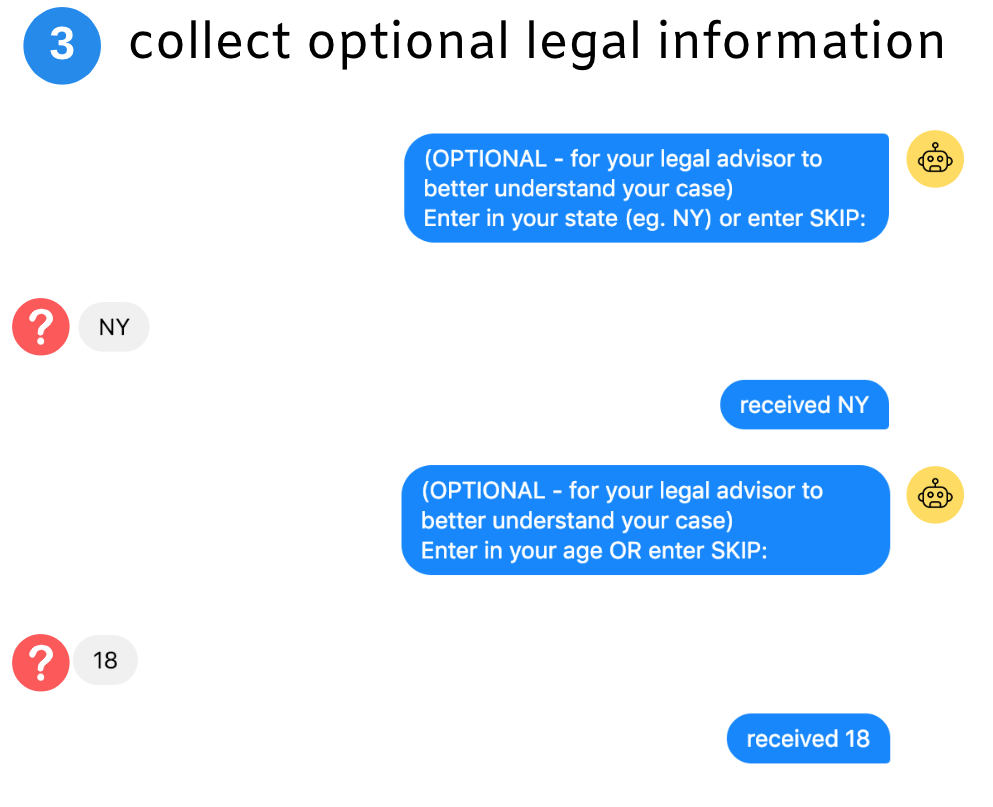 3 collect optional legal information
(OPTIONAL - for your legal advisor to
better understand your case)
Enter in your state (eg. NY) or enter SKIP:
? NY
received NY
(OPTIONAL - for your legal advisor to
better understand your case)
Enter in your age OR enter SKIP:
? 18
received 18